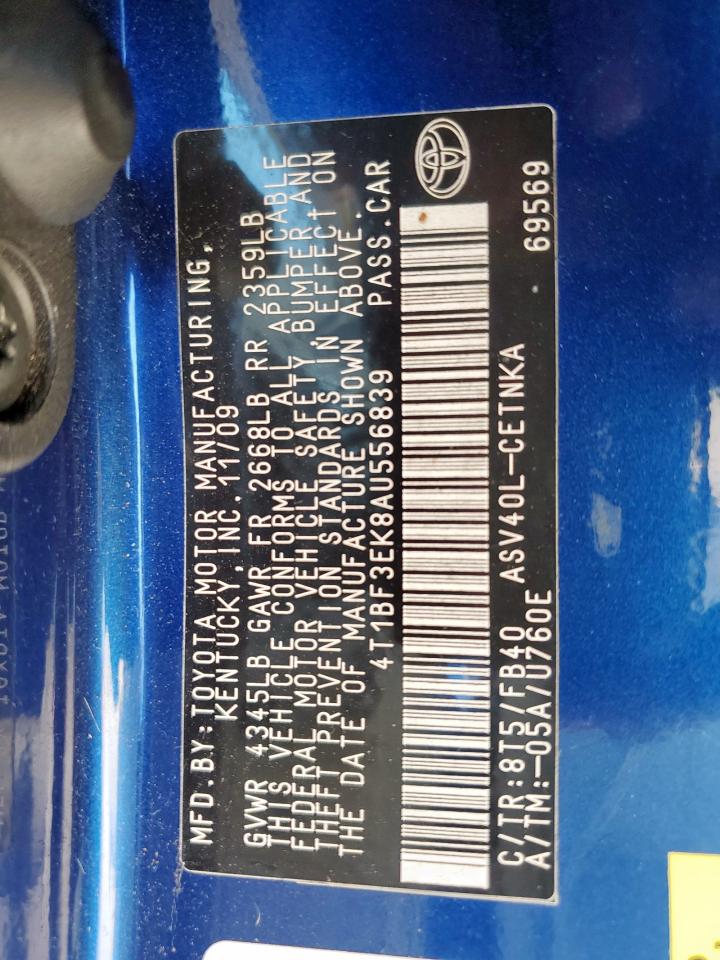 MFD.BY:TOYOTA MOTOR MANUFACTURING,
KENTUCKY,INC.11/09
GVWR 4345LB GAWR FR 2668LB RR 2359LB
THIS VEHICLE CONFORMS TO ALL APPLICABLE
FEDERAL MOTOR VEHICLE SAFETY, BUMPER AND
THEFT PREVENTION STANDARDS IN EFFECT ON
THE DATE OF MANUFACTURE SHOWN ABOVE.
4T1BF3EK8AU556839 PASS.CAR
C/TR:8T5/FB40 ASV40L-CETNKA
A/TM:-05A/U760E 69569